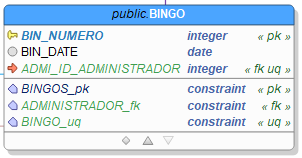 public.BINGO
BIN_NUMERO integer « pk »
BIN_DATE date
ADMI_ID_ADMINISTRADOR integer « fk uq »
BINGOS_pk constraint « pk »
ADMINISTRADOR_fk constraint « fk »
BINGO_uq constraint « uq »